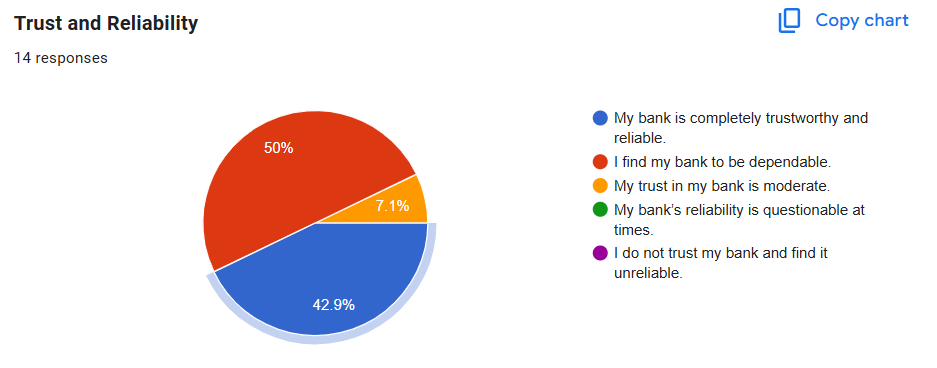 Trust and Reliability
Copy chart
14 responses
50%
7.1%
42.9%
My bank is completely trustworthy and
reliable.
I find my bank to be dependable.
My trust in my bank is moderate.
My bank’s reliability is questionable at
times.
I do not trust my bank and find it
unreliable.